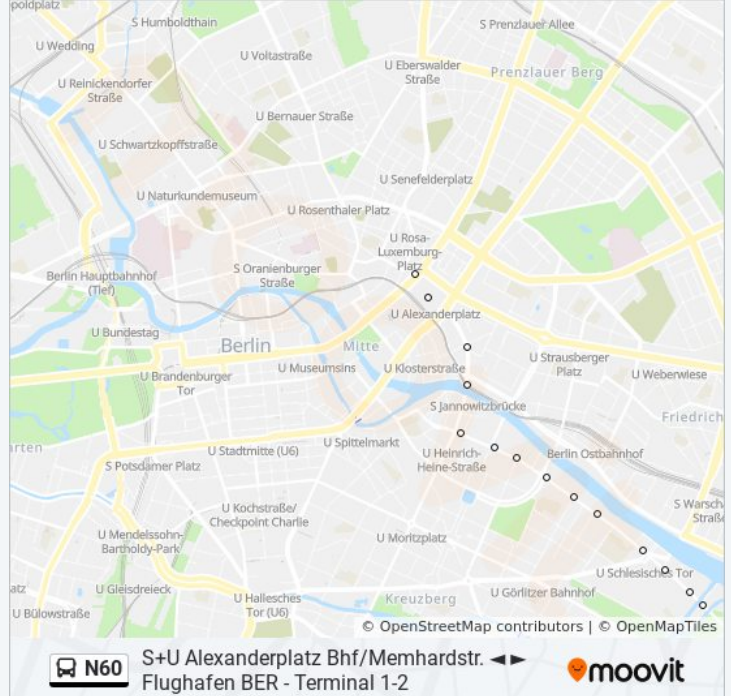 poldplatz
S Humboldthain
S Prenzlauer Allee
U Wedding
U Voltastraße
U Eberswalder
Straße
Prenzlauer Berg
U Reinickendorfer
Straße
U Bernauer Straße
U Schwartzkopffstraße
U Senefelderplatz
U Naturkundemuseum
U Rosenthaler Platz
U Rosa-
Luxemburg-
Platz
S Oranienburger
Straße
Berlin Hauptbahnhof
(Tief)
U Alexanderplatz
U Bundestag
Berlin
Mitte
U Strausberger
Platz
U Museumsins
U Klosterstraße
U Weberwiese
U Brandenburger
Tor
S Jannowitzbrücke
Friedrich
rten
U Spittelmarkt
U Stadtmitte (U6)
U Heinrich-
Heine-Straße
Berlin Ostbahnhof
S Potsdamer Platz
S Warsch
Straße
U Kochstraße/
Checkpoint Charlie
U Mendelssohn-
Bartholdy-Park
U Moritzplatz
U Schlesisches Tor
atz
U Gleisdreieck
U Hallesches
Tor (U6)
Kreuzberg
U Görlitzer Bahnhof
U Bülowstraße
© OpenStreetMap contributors | © OpenMapTiles
N60
S+U Alexanderplatz Bhf/Memhardstr. ◄►
Flughafen BER - Terminal 1-2
moovit